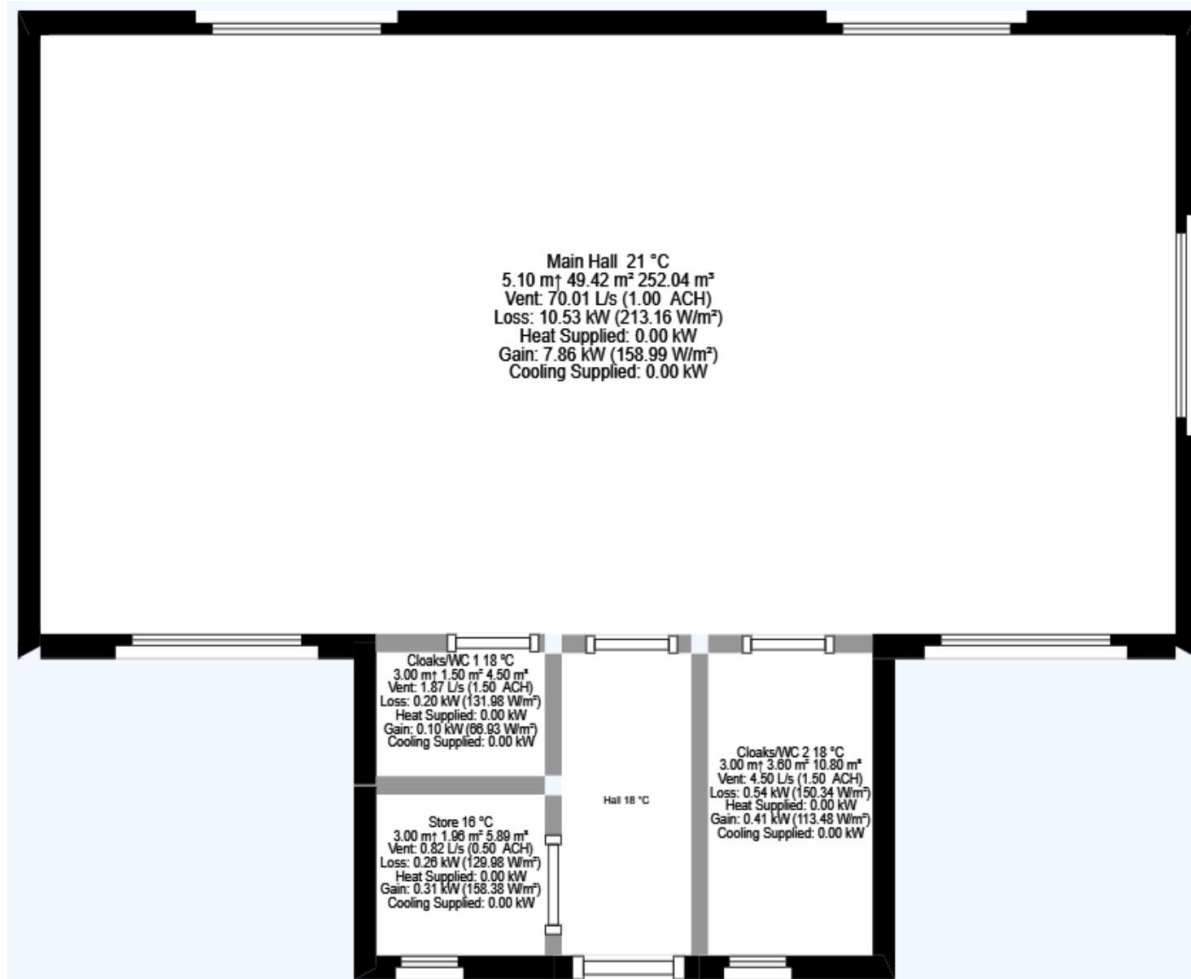 Main Hall 21 °C
5.10 m↑ 49.42 m² 252.04 m³
Vent: 70.01 L/s (1.00 ACH)
Loss: 10.53 kW (213.16 W/m²)
Heat Supplied: 0.00 kW
Gain: 7.86 kW (158.99 W/m²)
Cooling Supplied: 0.00 kW
Cloaks/WC 1 18 °C
3.00 m↑ 1.50 m² 4.50 m³
Vent: 1.87 L/s (1.50 ACH)
Loss: 0.20 kW (131.98 W/m²)
Heat Supplied: 0.00 kW
Gain: 0.10 kW (66.93 W/m²)
Cooling Supplied: 0.00 kW
Store 16 °C
3.00 m↑ 1.96 m² 5.89 m³
Vent: 0.82 L/s (0.50 ACH)
Loss: 0.26 kW (129.98 W/m²)
Heat Supplied: 0.00 kW
Gain: 0.31 kW (158.38 W/m²)
Cooling Supplied: 0.00 kW
Hall 18 °C
Cloaks/WC 2 18 °C
3.00 m↑ 3.60 m² 10.80 m³
Vent: 4.50 L/s (1.50 ACH)
Loss: 0.54 kW (150.34 W/m²)
Heat Supplied: 0.00 kW
Gain: 0.41 kW (113.48 W/m²)
Cooling Supplied: 0.00 kW